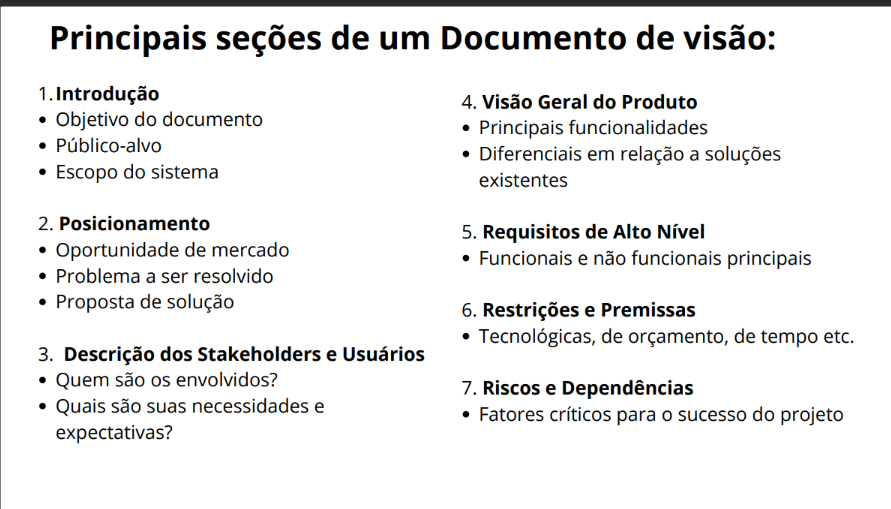 Principais seções de um Documento de visão:
1. Introdução
• Objetivo do documento
• Público-alvo
• Escopo do sistema
2. Posicionamento
• Oportunidade de mercado
• Problema a ser resolvido
• Proposta de solução
3. Descrição dos Stakeholders e Usuários
• Quem são os envolvidos?
• Quais são suas necessidades e
expectativas?
4. Visão Geral do Produto
• Principais funcionalidades
• Diferenciais em relação a soluções
existentes
5. Requisitos de Alto Nível
• Funcionais e não funcionais principais
6. Restrições e Premissas
• Tecnológicas, de orçamento, de tempo etc.
7. Riscos e Dependências
• Fatores críticos para o sucesso do projeto